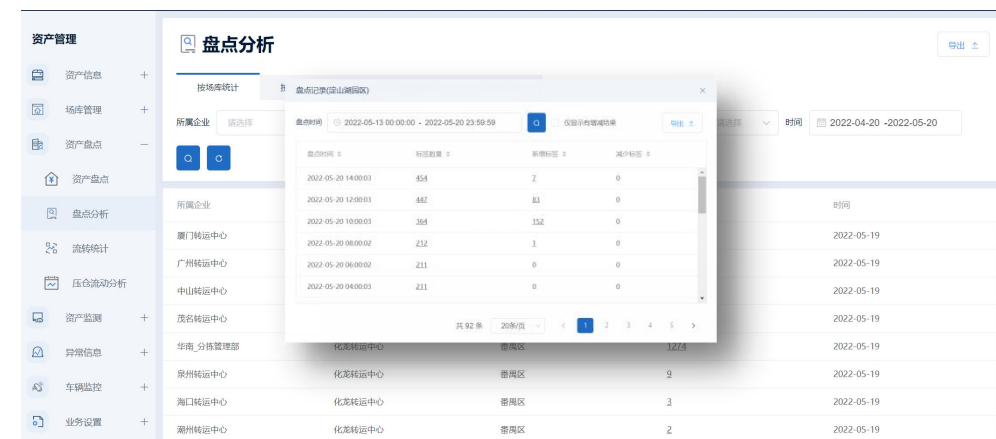 资产管理
资产信息
场库管理
资产盘点
资产盘点
盘点分析
流转统计
压仓流动分析
资产监测
异常信息
车辆监控
业务设置
盘点分析
导出
按场库统计
所属企业 请选择
请选择 时间 2022-04-20 -2022-05-20
盘点记录(淀山湖园区)
盘点时间 2022-05-13 00:00:00 - 2022-05-20 23:59:59 仅显示有增减结果 导出
盘点时间 标签数量 新增标签 减少标签
2022-05-20 14:00:03 454 7 0
2022-05-20 12:00:03 447 83 0
2022-05-20 10:00:03 364 152 0
2022-05-20 08:00:02 212 1 0
2022-05-20 06:00:02 211 0 0
2022-05-20 04:00:03 211 0 0
共 92 条 20条/页 1 2 3 4 5
所属企业 时间
厦门转运中心 2022-05-19
广州转运中心 2022-05-19
中山转运中心 2022-05-19
茂名转运中心 2022-05-19
华南_分拣管理部 化龙转运中心 番禺区 1274 2022-05-19
泉州转运中心 化龙转运中心 番禺区 9 2022-05-19
海口转运中心 化龙转运中心 番禺区 3 2022-05-19
潮州转运中心 化龙转运中心 番禺区 2 2022-05-19